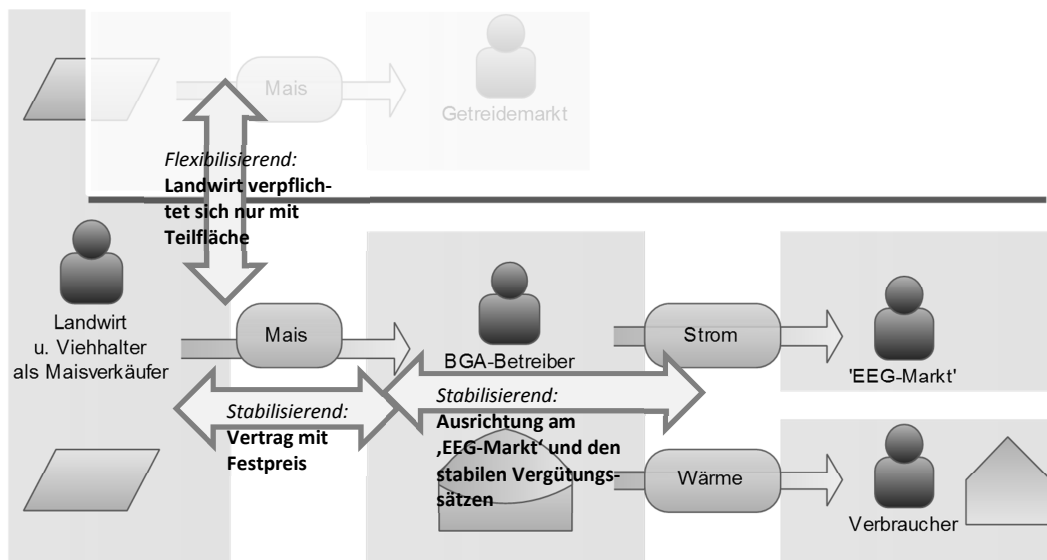 Mais
Getreidemarkt
Flexibilisierend:
Landwirt verpflich-
tet sich nur mit
Teilfläche
Landwirt
u. Viehhalter
als Maisverkäufer
Mais
BGA-Betreiber
Strom
'EEG-Markt'
Stabilisierend:
Vertrag mit
Festpreis
Stabilisierend:
Ausrichtung am
‚EEG-Markt‘ und den
stabilen Vergütungs-
sätzen
Wärme
Verbraucher